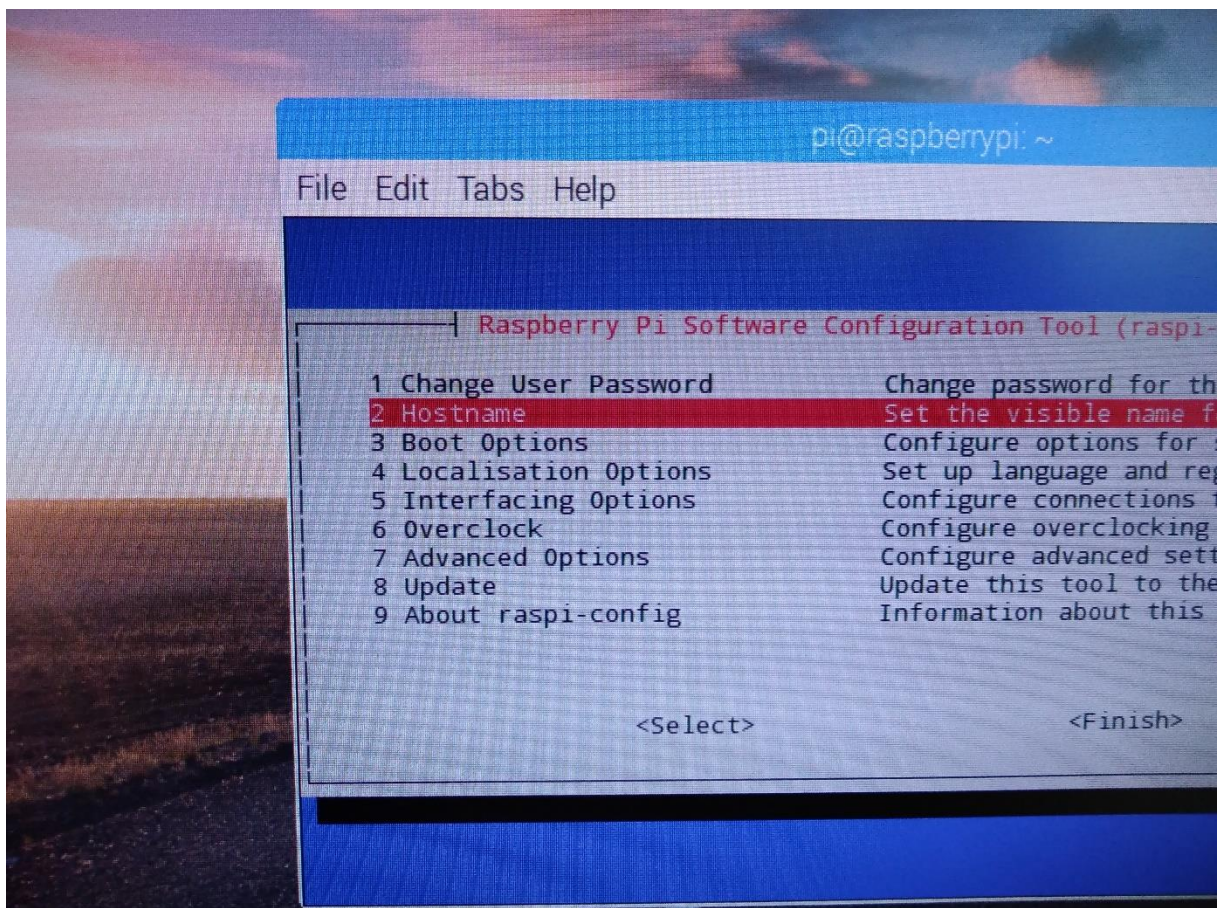 pi@raspberrypi: ~
File Edit Tabs Help
Raspberry Pi Software Configuration Tool (raspi-
1 Change User Password Change password for th
2 Hostname Set the visible name f
3 Boot Options Configure options for
4 Localisation Options Set up language and reg
5 Interfacing Options Configure connections
6 Overclock Configure overclocking
7 Advanced Options Configure advanced sett
8 Update Update this tool to the
9 About raspi-config Information about this
<Select> <Finish>